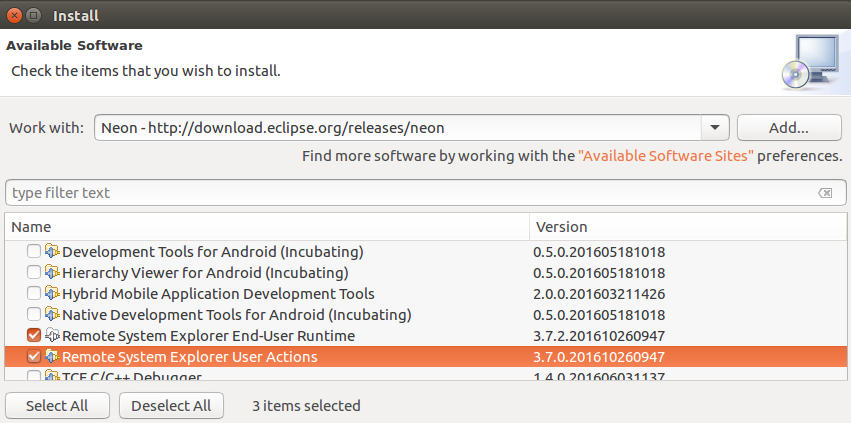 Install
Available Software
Check the items that you wish to install.
Work with: Neon - http://download.eclipse.org/releases/neon Add...
Find more software by working with the "Available Software Sites" preferences.
type filter text
Name Version
Development Tools for Android (Incubating) 0.5.0.201605181018
Hierarchy Viewer for Android (Incubating) 0.5.0.201605181018
Hybrid Mobile Application Development Tools 2.0.0.201603211426
Native Development Tools for Android (Incubating) 0.5.0.201605181018
Remote System Explorer End-User Runtime 3.7.2.201610260947
Remote System Explorer User Actions 3.7.0.201610260947
TCF C/C++ Debugger 1.4.0.201606031137
Select All Deselect All 3 items selected